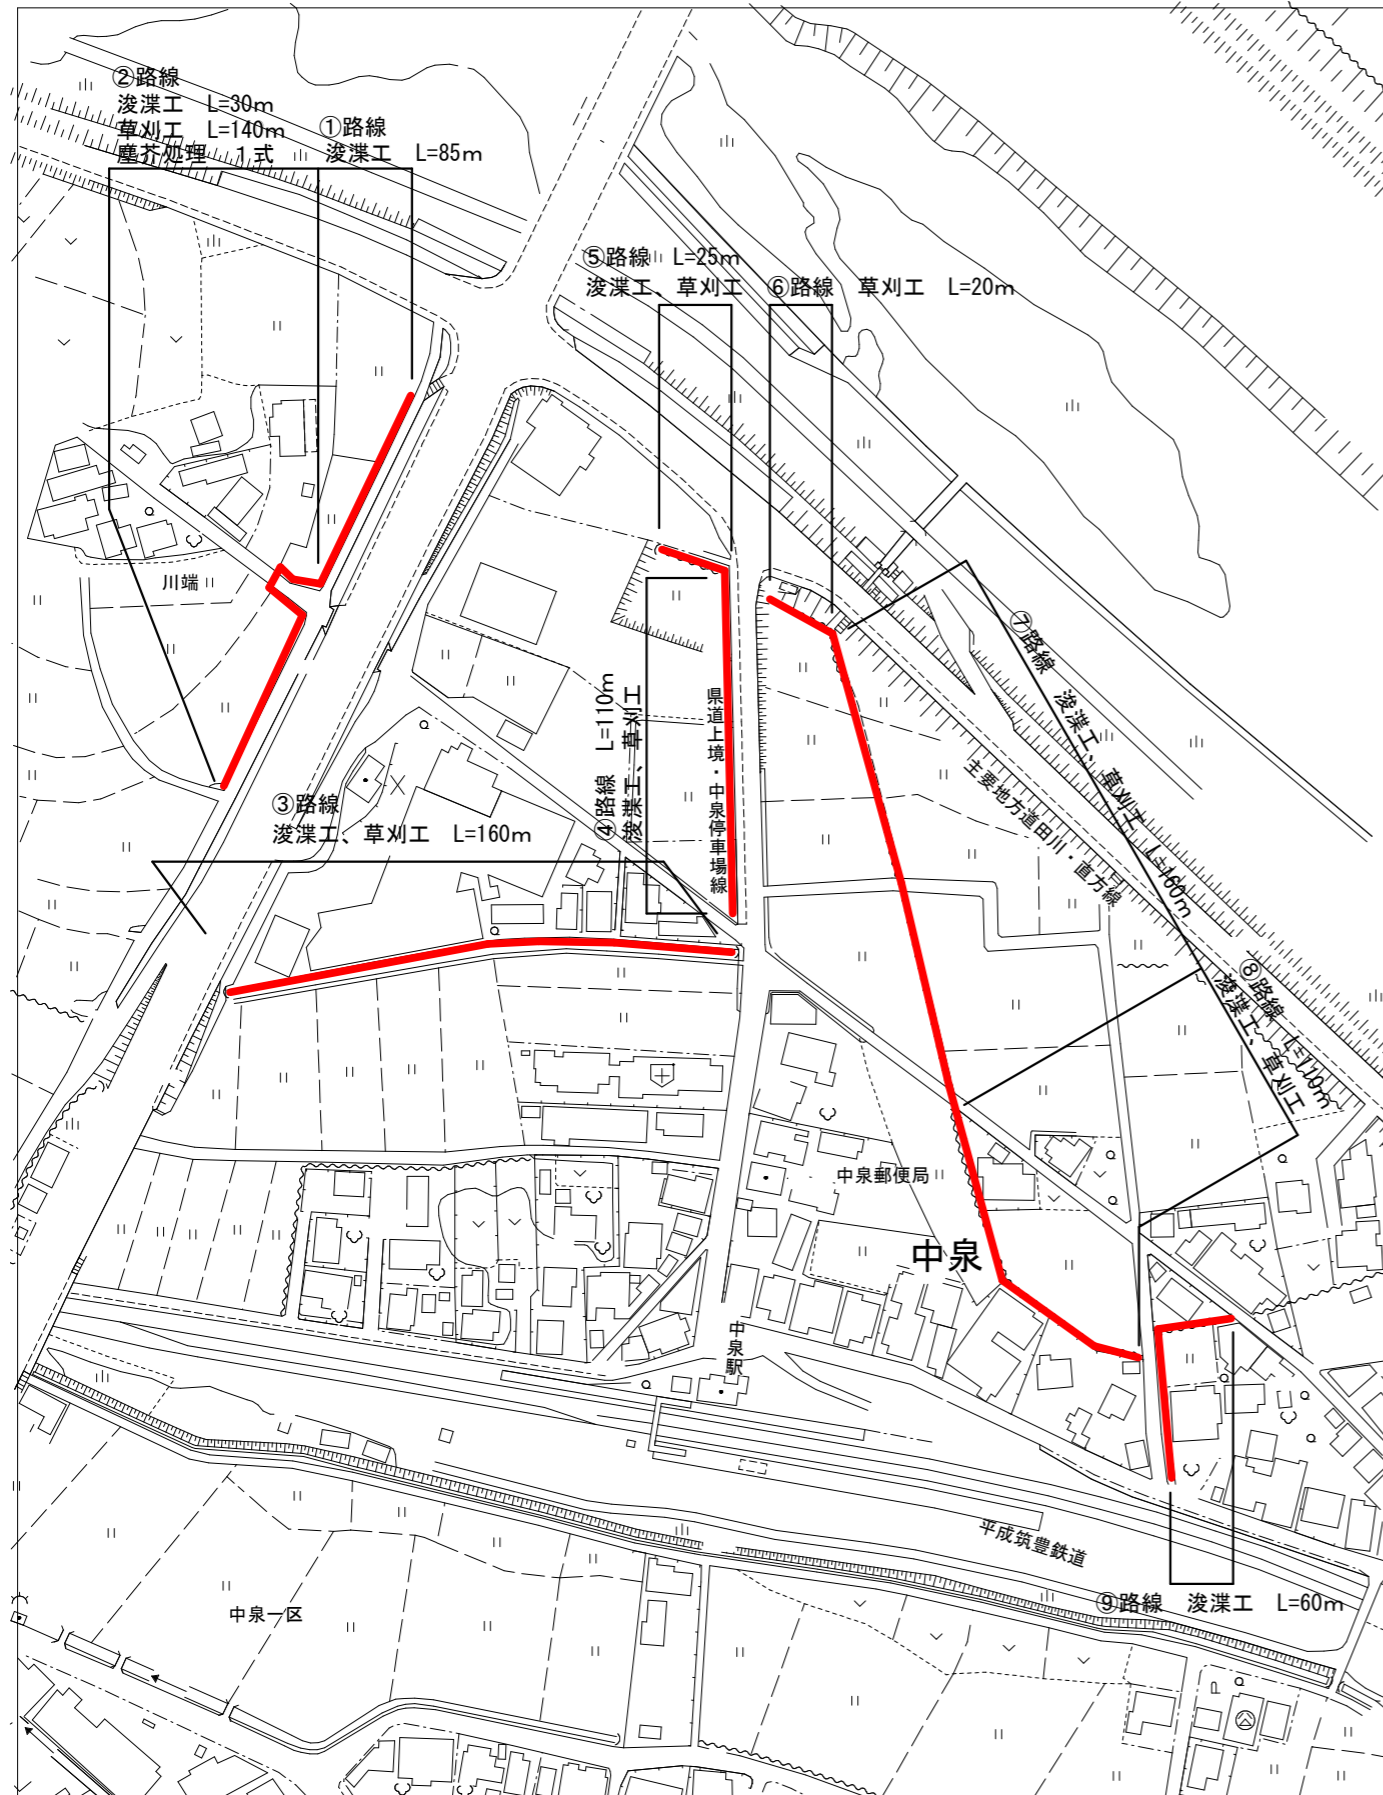 ②路線
浚渫工　L=30m
草刈工　L=140m
塵芥処理　1式
①路線
浚渫工　L=85m
⑤路線　L=25m
浚渫工、草刈工
⑥路線　草刈工　L=20m
川端
⑦路線　浚渫工、草刈工　L=160m
④路線　L=110m
浚渫工、草刈工
県道上境・中泉停車場線
主要地方道田川・直方線
③路線
浚渫工、草刈工　L=160m
⑧路線　L=110m
浚渫工、草刈工
中泉郵便局
中泉
中泉駅
平成筑豊鉄道
⑨路線　浚渫工　L=60m
中泉一区
P